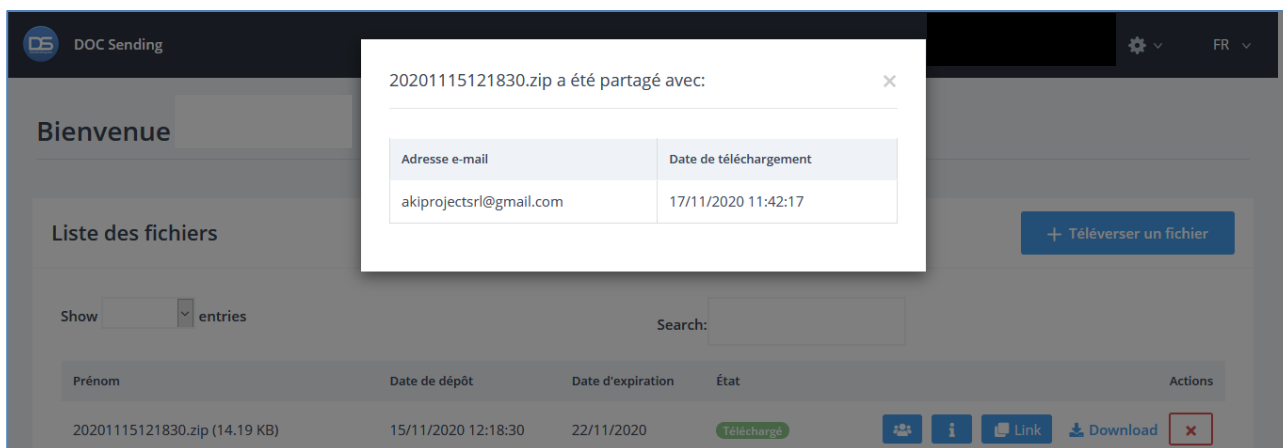 DS DOC Sending FR
20201115121830.zip a été partagé avec: ×
Bienvenue
Adresse e-mail Date de téléchargement
akiprojectsrl@gmail.com 17/11/2020 11:42:17
Liste des fichiers + Téléverser un fichier
Show entries Search:
Prénom Date de dépôt Date d'expiration État Actions
20201115121830.zip (14.19 KB) 15/11/2020 12:18:30 22/11/2020 Téléchargé i Link Download ×